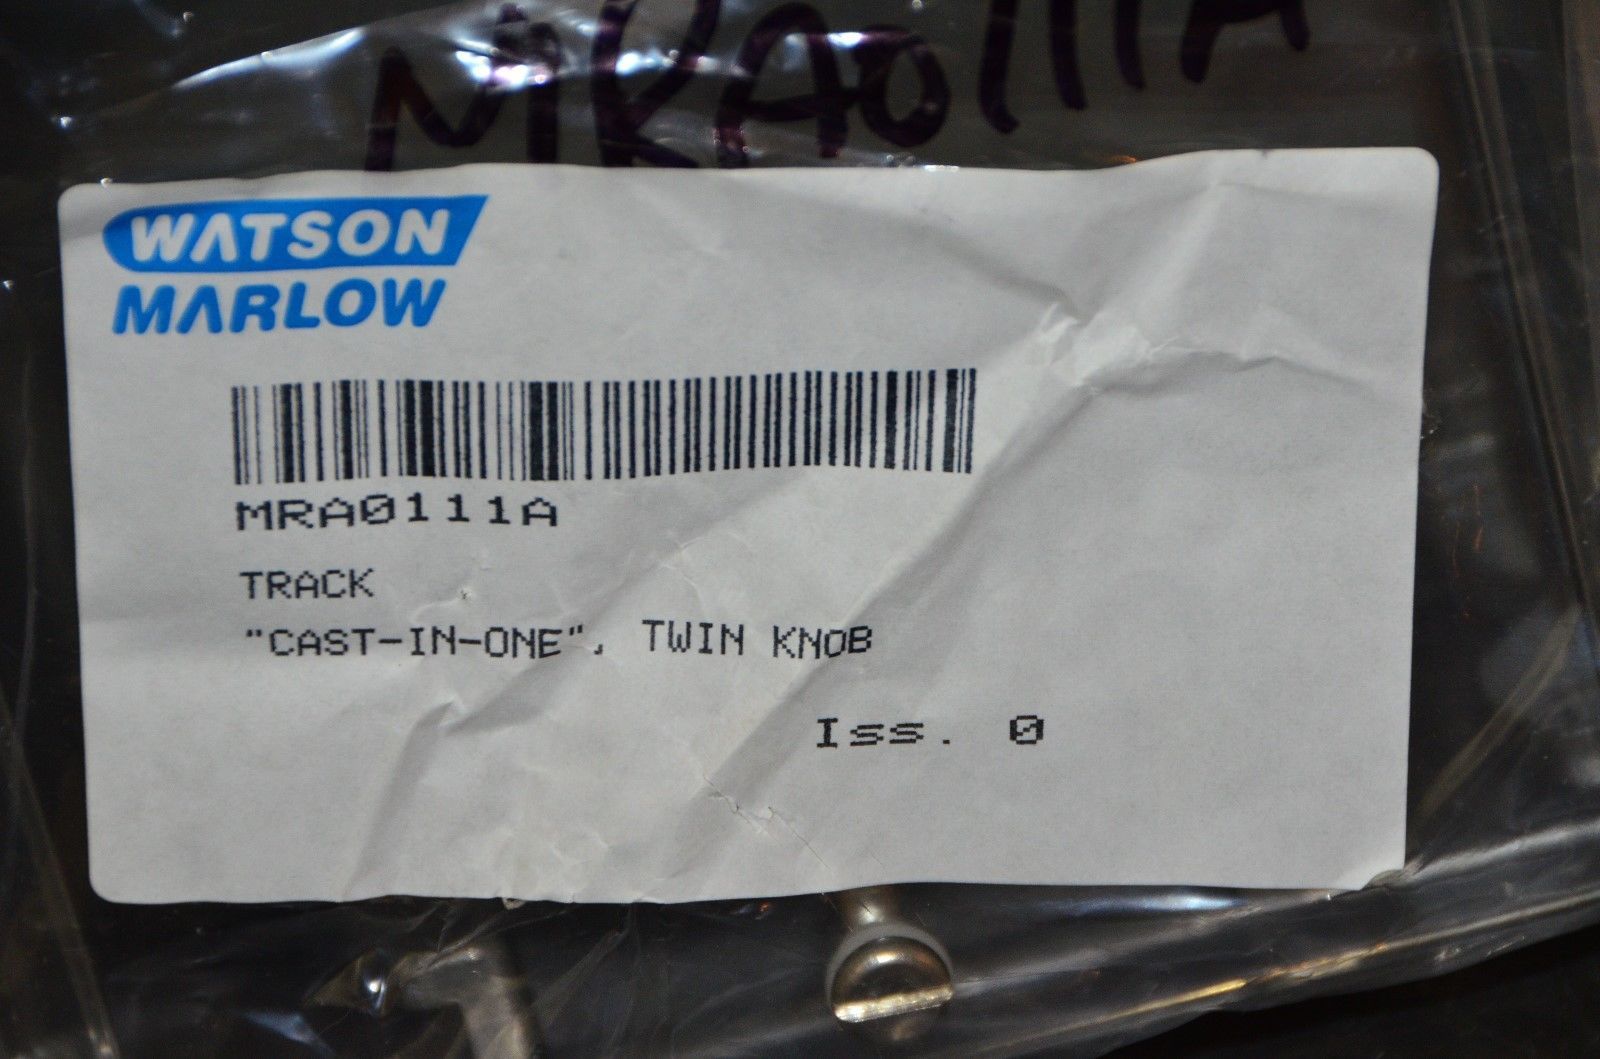 MRA0111A
WATSON
MARLOW
MRA0111A
TRACK
"CAST-IN-ONE", TWIN KNOB
Iss. 0